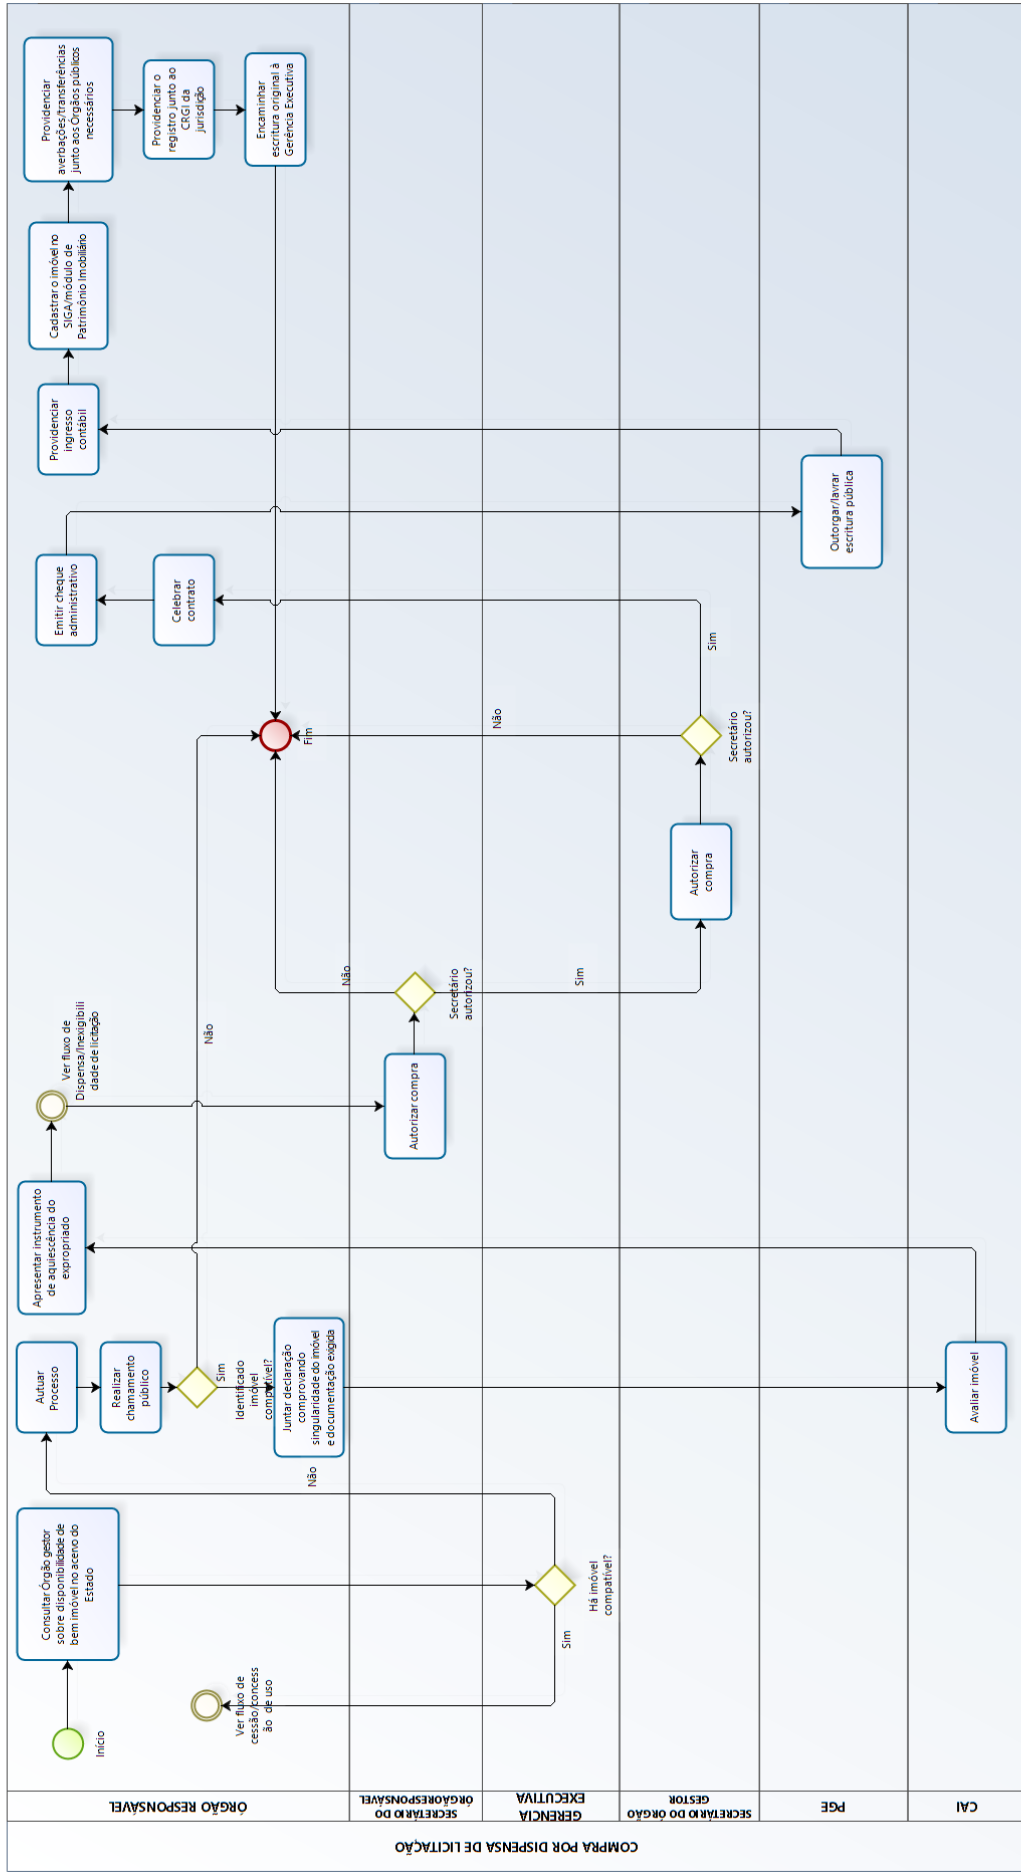 COMPRA POR DISPENSA DE LICITAÇÃO
ÓRGÃO RESPONSÁVEL
SECRETÁRIO DO
ÓRGÃORESPONSÁVEL
GERENCIA
EXECUTIVA
SECRETÁRIO DO ÓRGÃO
GESTOR
PGE
CAI
Início
Consultar Órgão gestor
sobre disponibilidade de
bem imóvel no acervo do
Estado
Ver fluxo de
cessão/concess
ão de uso
Sim
Há imóvel
compatível?
Não
Autuar
Processo
Realizar
chamamento
público
Sim
Identificado
imóvel
compatível?
Juntar declaração
comprovando
singularidade do imóvel
e documentação exigida
Avaliar imóvel
Apresentar instrumento
de aquiescência do
expropriado
Ver fluxo de
Dispensa/Inexigibili
dade de licitação
Não
Autorizar compra
Secretário
autorizou?
Não
Sim
Autorizar
compra
Secretário
autorizou?
Não
Sim
Fim
Celebrar
contrato
Emitir cheque
administrativo
Outorgar/lavrar
escritura pública
Providenciar
ingresso
contábil
Cadastrar o imóvel no
SIGA/módulo de
Patrimônio Imobiliário
Providenciar
averbações/transferências
junto aos Órgãos públicos
necessários
Providenciar o
registro junto ao
CRGI da
jurisdição
Encaminhar
escritura original à
Gerência Executiva